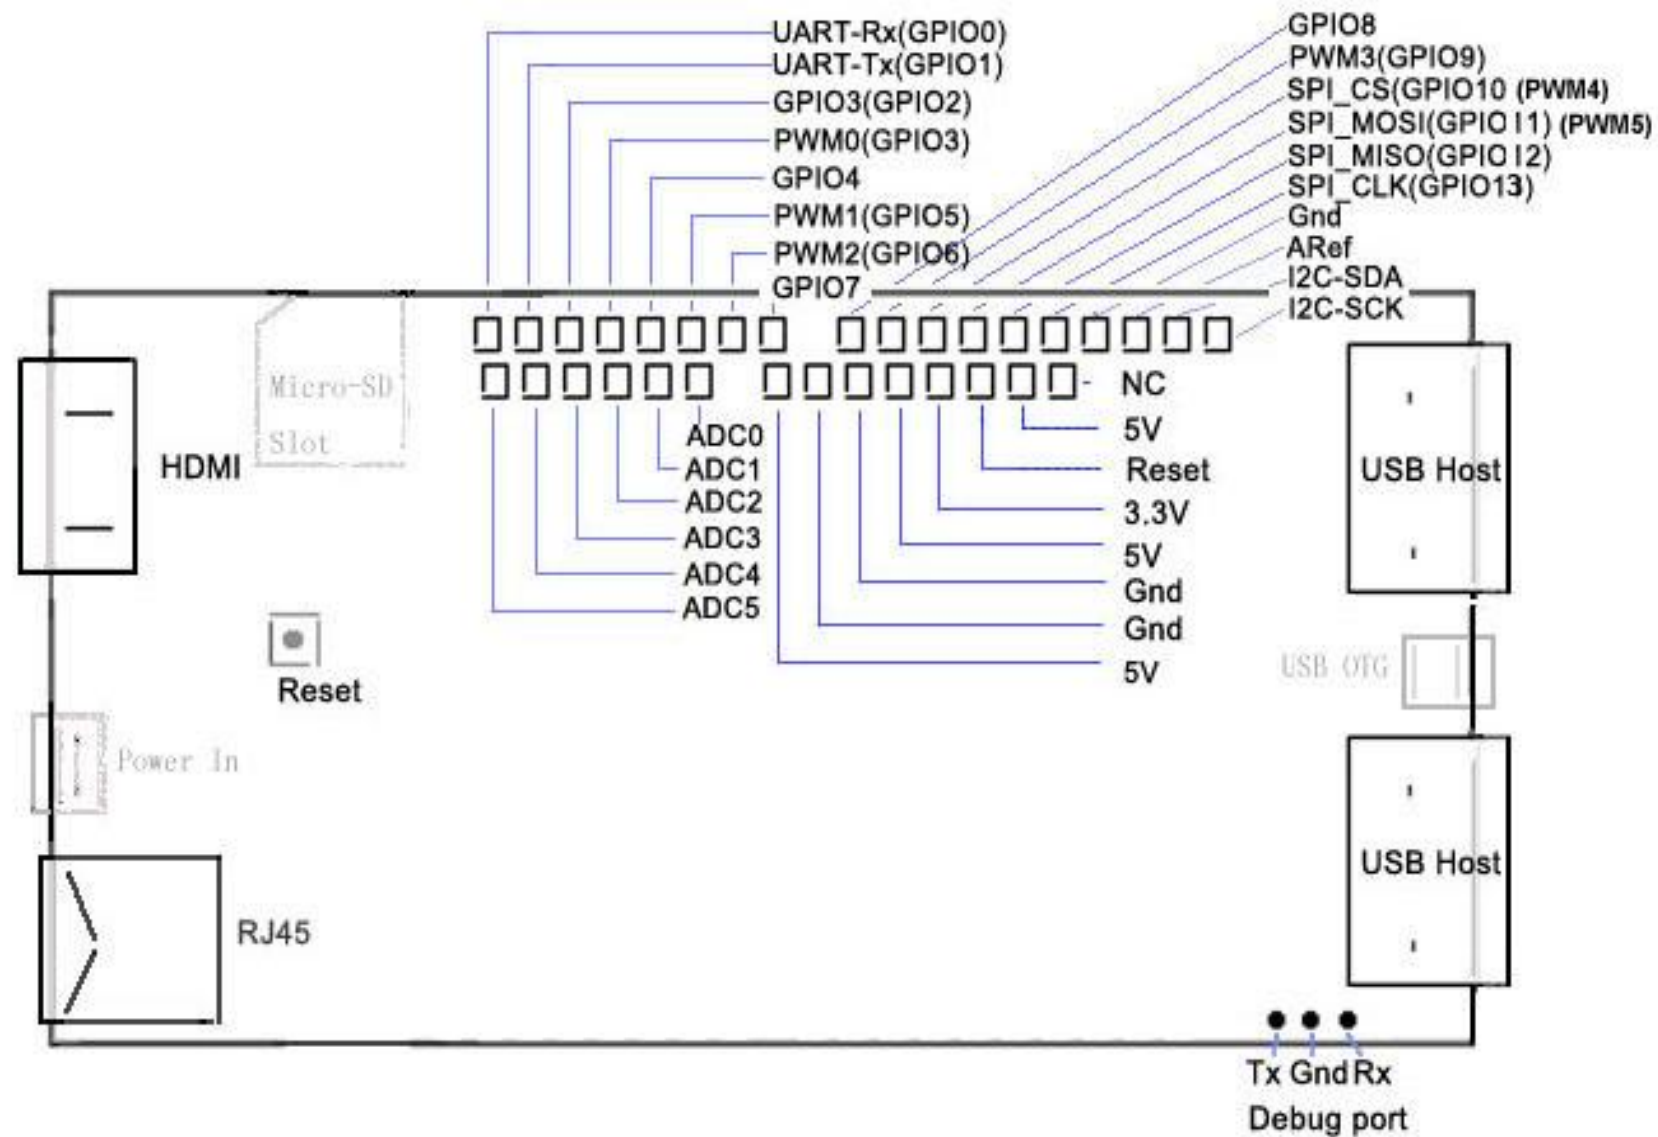 UART-Rx(GPIO0)
UART-Tx(GPIO1)
GPIO3(GPIO2)
PWM0(GPIO3)
GPIO4
PWM1(GPIO5)
PWM2(GPIO6)
GPIO7
GPIO8
PWM3(GPIO9)
SPI_CS(GPIO10 (PWM4)
SPI_MOSI(GPIO11) (PWM5)
SPI_MISO(GPIO12)
SPI_CLK(GPIO13)
Gnd
ARef
I2C-SDA
I2C-SCK
Micro-SD
Slot
HDMI
ADC0
ADC1
ADC2
ADC3
ADC4
ADC5
NC
5V
Reset
3.3V
5V
Gnd
Gnd
5V
USB Host
Reset
USB OTG
Power In
USB Host
RJ45
Tx Gnd Rx
Debug port